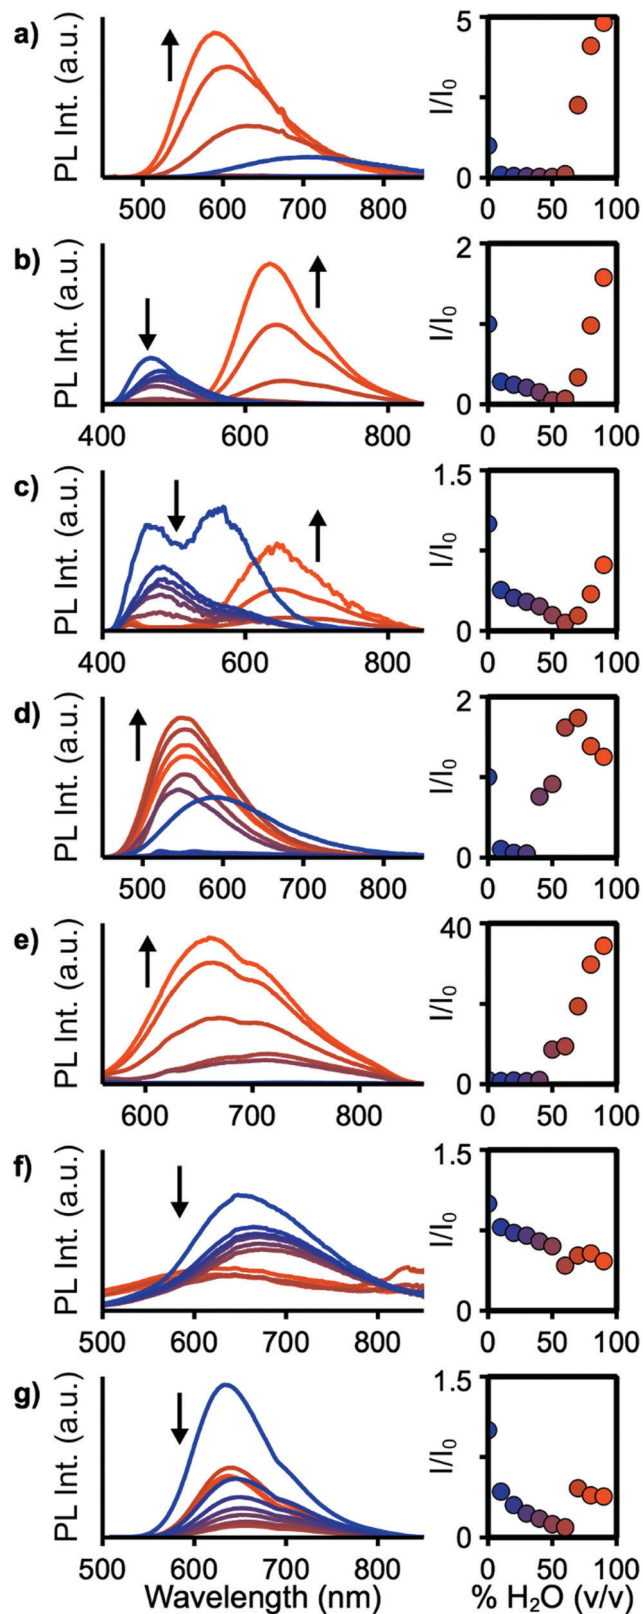 a)
PL Int. (a.u.)
500 600 700 800
I/I0
5
0
0 50 100
b)
PL Int. (a.u.)
400 600 800
I/I0
2
0
0 50 100
c)
PL Int. (a.u.)
400 600 800
I/I0
1.5
0
0 50 100
d)
PL Int. (a.u.)
500 600 700 800
I/I0
2
0
0 50 100
e)
PL Int. (a.u.)
600 700 800
I/I0
40
0
0 50 100
f)
PL Int. (a.u.)
500 600 700 800
I/I0
1.5
0
0 50 100
g)
PL Int. (a.u.)
500 600 700 800
Wavelength (nm)
I/I0
1.5
0
0 50 100
% H2O (v/v)